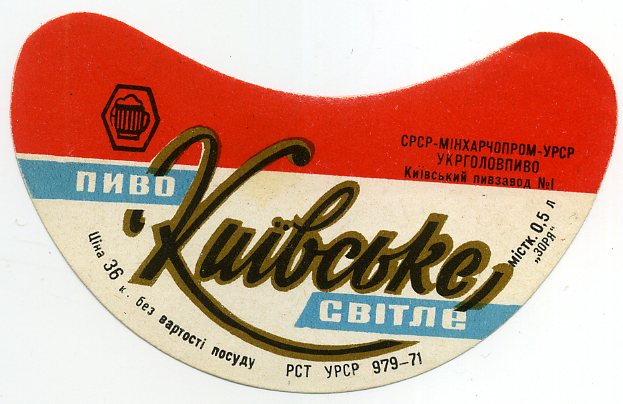 СРСР-МІНХАРЧОПРОМ-УРСР
УКРГОЛОВПИВО
Київський пивзавод №1
ПИВО
Київське
СВІТЛЕ
містк. 0,5 л
„ЗОРЯ"
Ціна 36 к. без вартості посуду
РСТ УРСР 979-71